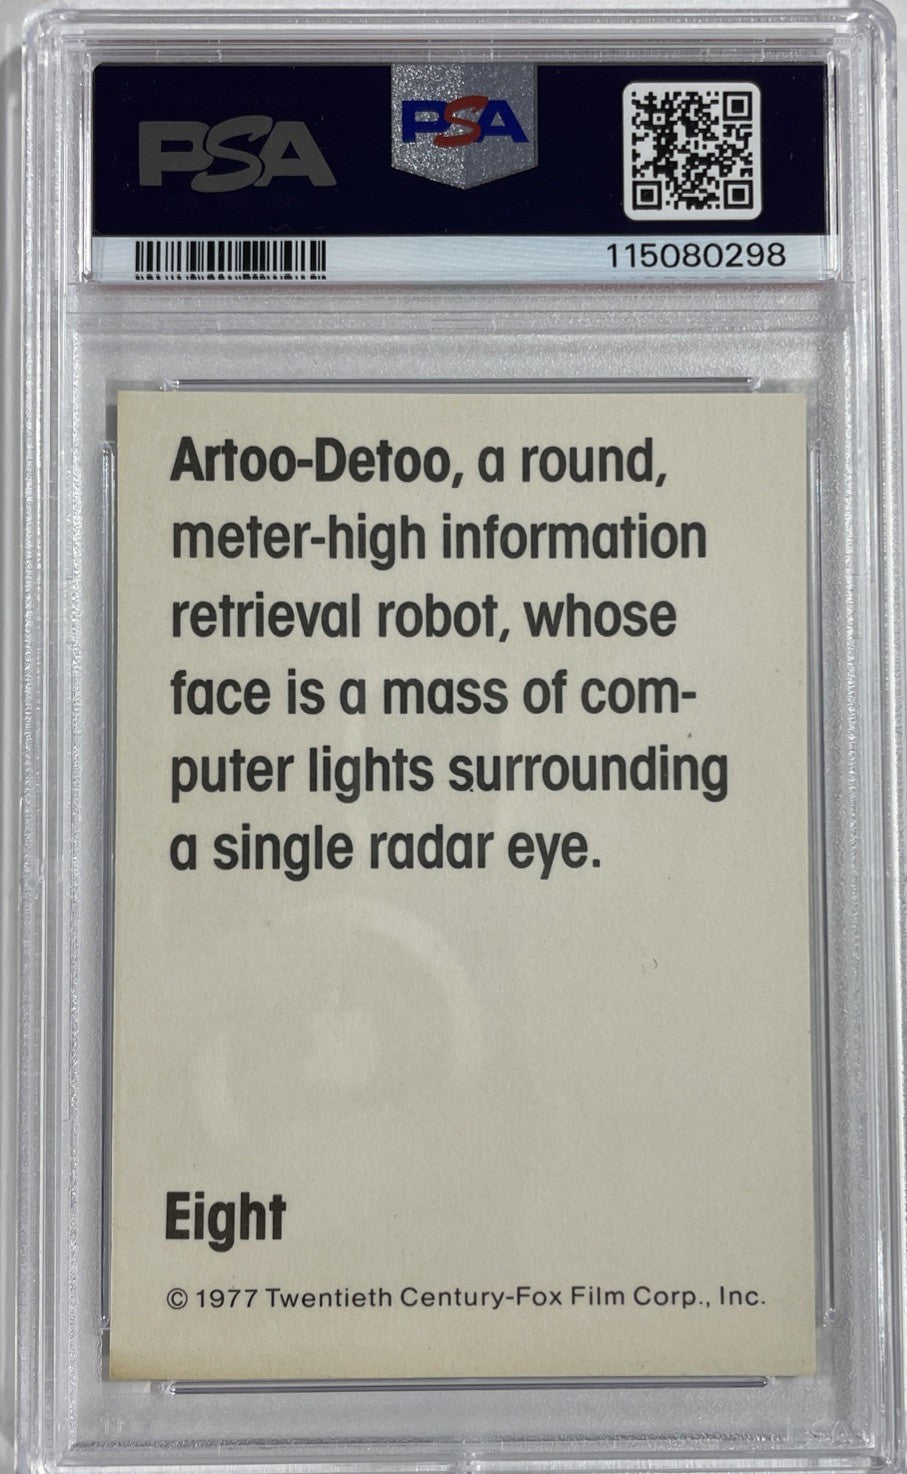 PSA
PSA
115080298
Artoo-Detoo, a round,
meter-high information
retrieval robot, whose
face is a mass of com-
puter lights surrounding
a single radar eye.
Eight
© 1977 Twentieth Century-Fox Film Corp., Inc.